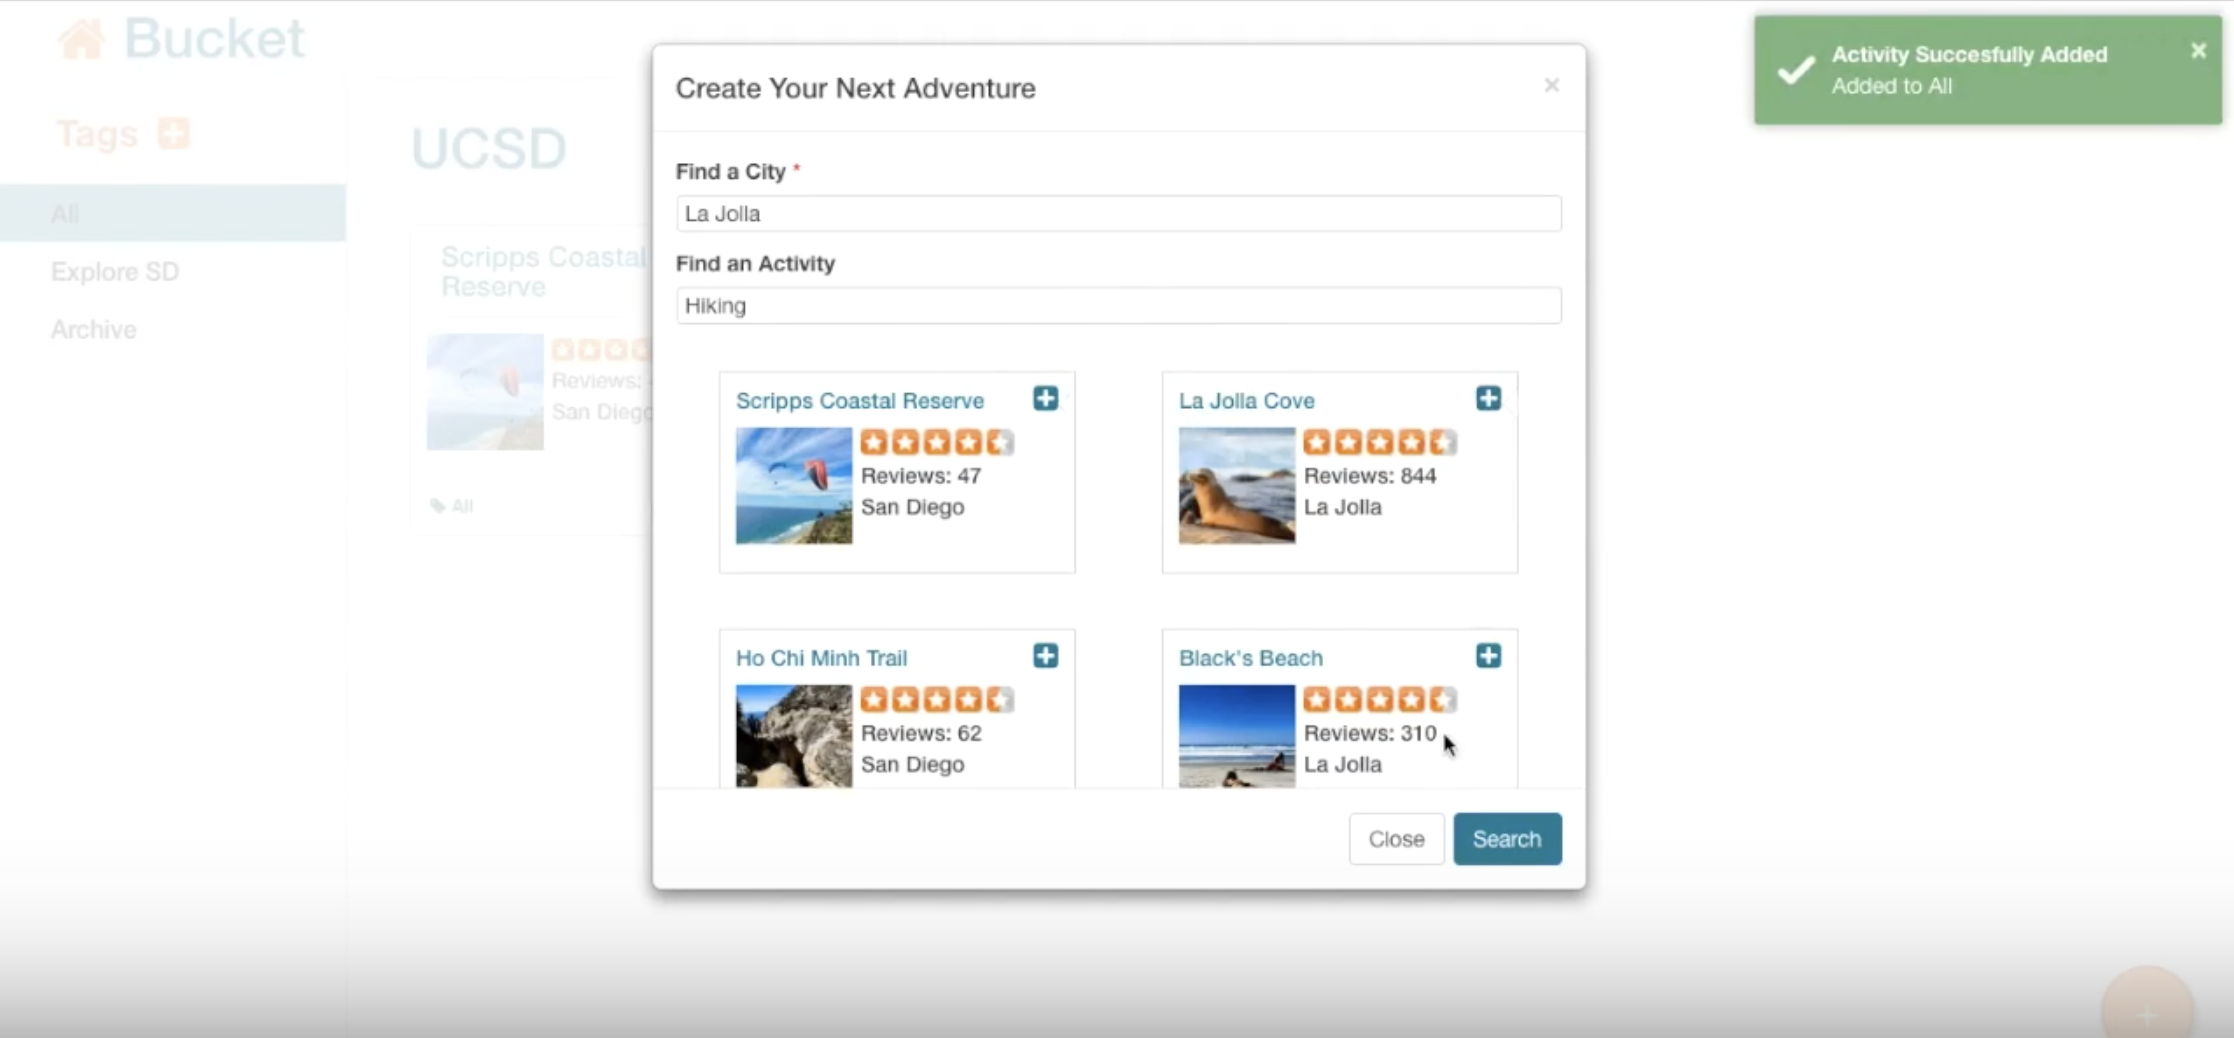 Bucket
Tags
All
Explore SD
Archive
UCSD
Scripps Coastal
Reserve
Reviews:
San Diego
All
Create Your Next Adventure
×
Find a City *
La Jolla
Find an Activity
Hiking
Scripps Coastal Reserve
Reviews: 47
San Diego
La Jolla Cove
Reviews: 844
La Jolla
Ho Chi Minh Trail
Reviews: 62
San Diego
Black's Beach
Reviews: 310
La Jolla
Close
Search
Activity Succesfully Added
×
Added to All